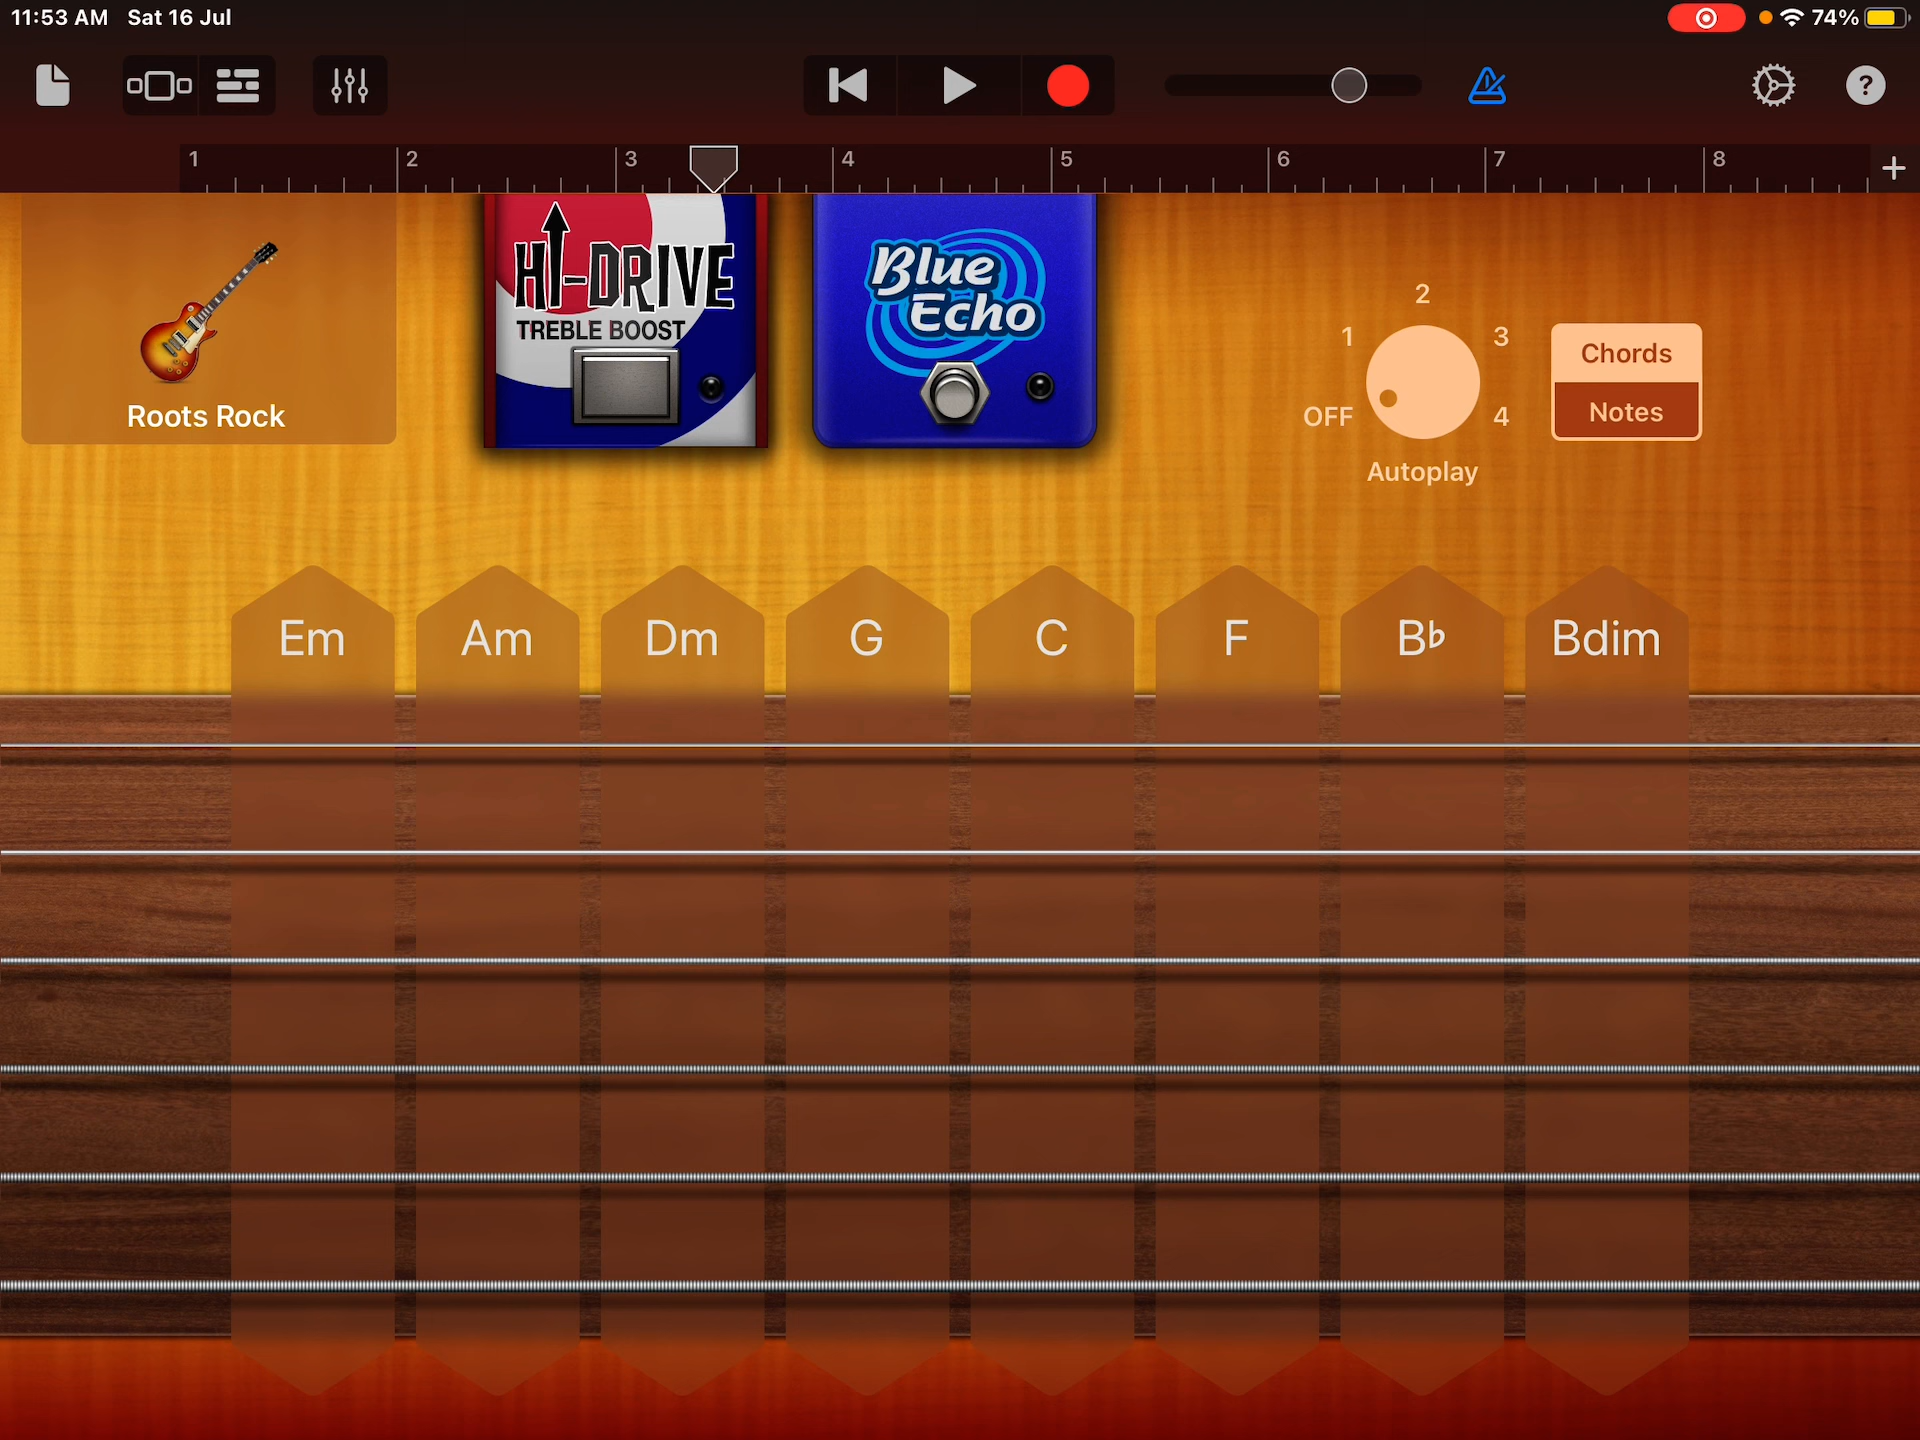 11:53 AM Sat 16 Jul
74%
?
1 2 3 4 5 6 7 8 +
HI-DRIVE
TREBLE BOOST
Blue
Echo
Roots Rock
2
1
3
OFF
4
Autoplay
Chords
Notes
Em Am Dm G C F B♭ Bdim